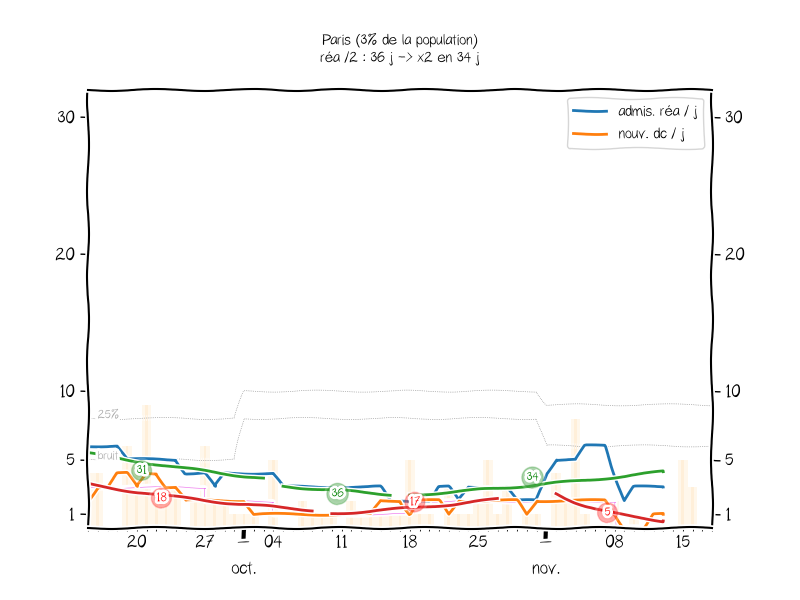 Paris (3% de la population)
réa /2 : 36 j -> x2 en 34 j
admis. réa / j
nouv. dc / j
30
30
20
20
10
10
25%
bruit
5
5
31
18
36
17
34
5
1
1
20 27 04 11 18 25 08 15
oct. nov.